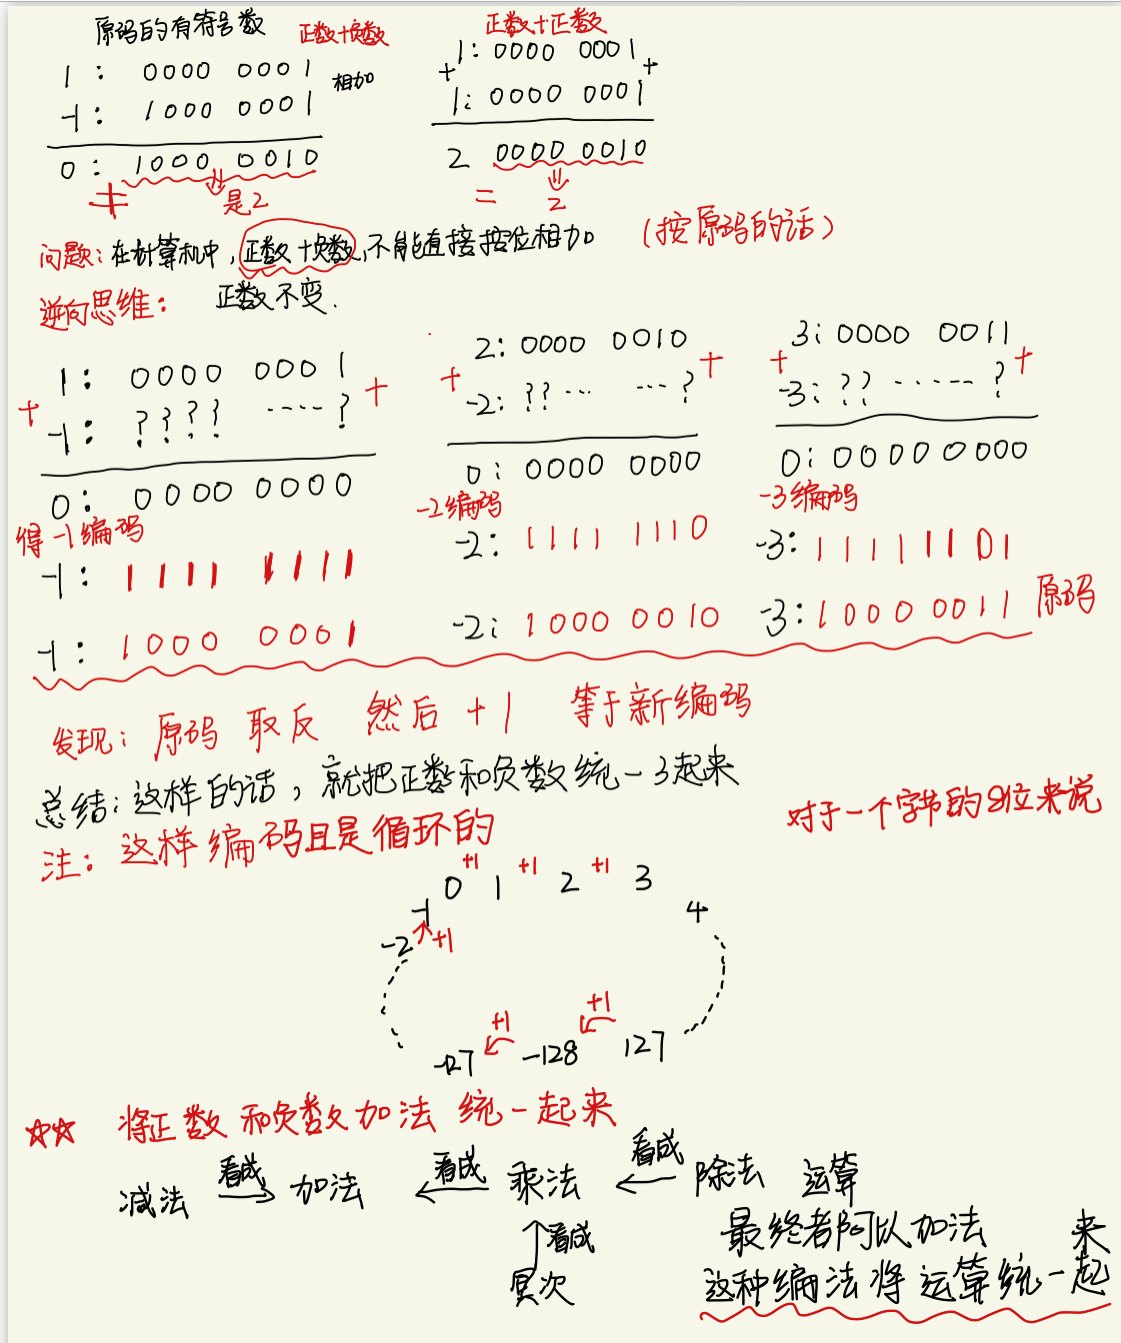 原码的有符号数 正数+负数
1: 0000 0001 相加
-1: 1000 0001
0: 1000 0010
≠ 是2
正数+正数
+ 1: 0000 0001 +
1: 0000 0001
2 0000 0010
= 2
问题:在计算机中,正数+负数,不能直接按位相加 (按原码的话)
逆向思维: 正数不变.
1: 0000 0001
+ -1: ???? ····? +
0: 0000 0000
得-1编码
-1: 1111 1111
-1: 1000 0001
2: 0000 0010
+ -2: ??··· ···? +
0: 0000 0000
-2编码
-2: 1111 1110
-2: 1000 0010
3: 0000 0011
+ -3: ??······? +
0: 0000 0000
-3编码
-3: 1111 1101
-3: 1000 0011 原码
发现: 原码 取反 然后 +1 等于新编码
总结:这样的话,就把正数和负数统一了起来
对于一个字节的8位来说
注: 这样编码且是循环的
+1 +1 +1
-1 0 1 2 3
-2 +1 4
+1 +1
-127 -128 127
☆☆ 将正数和负数加法 统一起来
减法 看成 加法 看成 乘法 看成 除法 运算
看成
冥次
最终都可以加法 来
这种编法将运算统一起